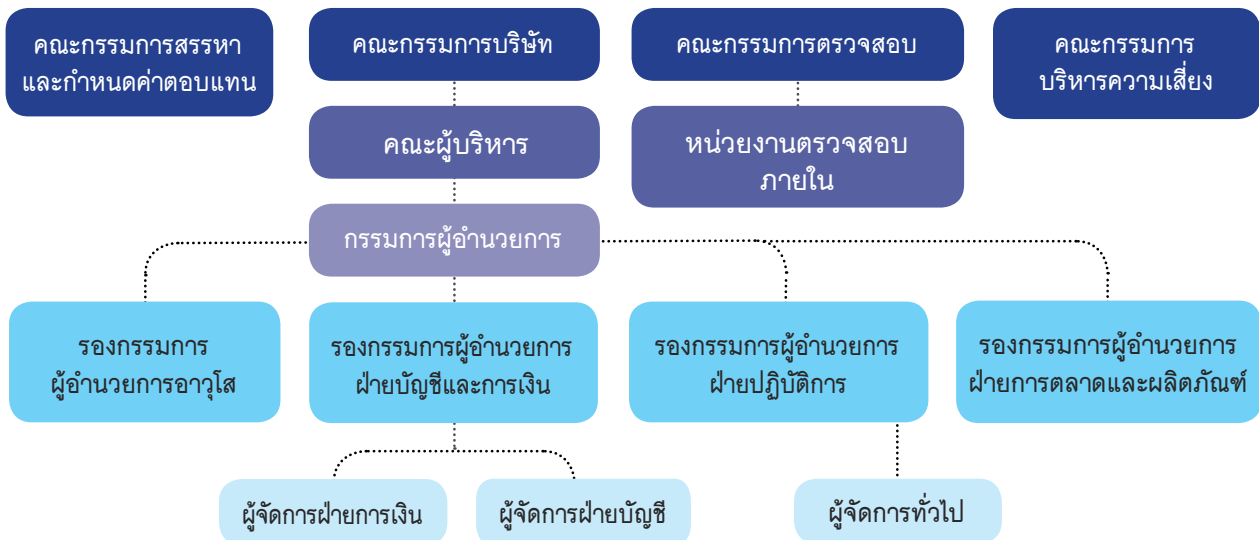 คณะกรรมการสรรหา
และกำหนดค่าตอบแทน
คณะกรรมการบริษัท
คณะกรรมการตรวจสอบ
คณะกรรมการ
บริหารความเสี่ยง
คณะผู้บริหาร
หน่วยงานตรวจสอบ
ภายใน
กรรมการผู้อำนวยการ
รองกรรมการ
ผู้อำนวยการอาวุโส
รองกรรมการผู้อำนวยการ
ฝ่ายบัญชีและการเงิน
รองกรรมการผู้อำนวยการ
ฝ่ายปฏิบัติการ
รองกรรมการผู้อำนวยการ
ฝ่ายการตลาดและผลิตภัณฑ์
ผู้จัดการฝ่ายการเงิน
ผู้จัดการฝ่ายบัญชี
ผู้จัดการทั่วไป